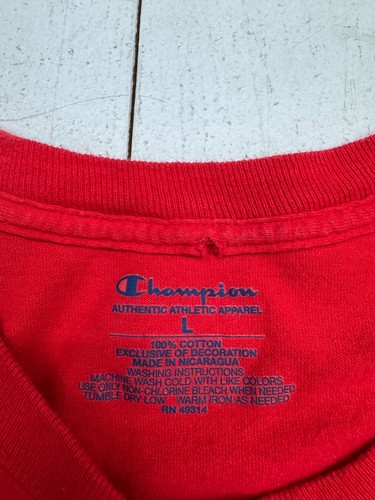 Champion
AUTHENTIC ATHLETIC APPAREL
L
100% COTTON
EXCLUSIVE OF DECORATION
MADE IN NICARAGUA
WASHING INSTRUCTIONS:
MACHINE WASH COLD WITH LIKE COLORS
USE ONLY NON-CHLORINE BLEACH WHEN NEEDED
TUMBLE DRY LOW WARM IRON AS NEEDED
RN 49314